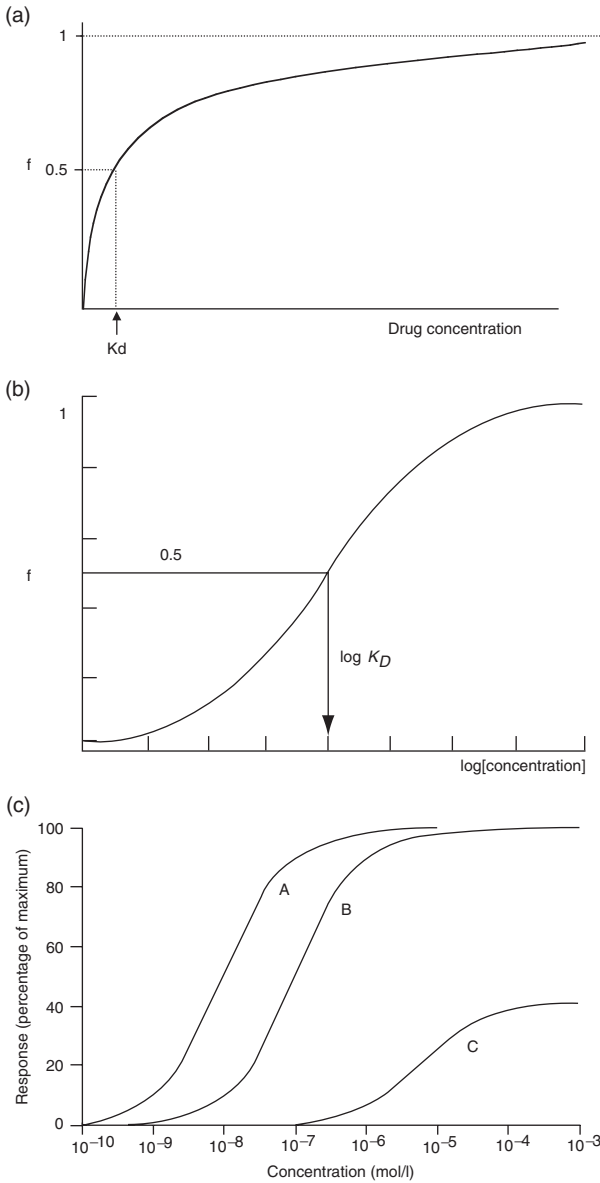 (a)
1
f
0.5
Kd
Drug concentration
(b)
1
0.5
f
log K_D
log[concentration]
(c)
Response (percentage of maximum)
100
80
60
40
20
0
A
B
C
10⁻¹⁰ 10⁻⁹ 10⁻⁸ 10⁻⁷ 10⁻⁶ 10⁻⁵ 10⁻⁴ 10⁻³
Concentration (mol/l)